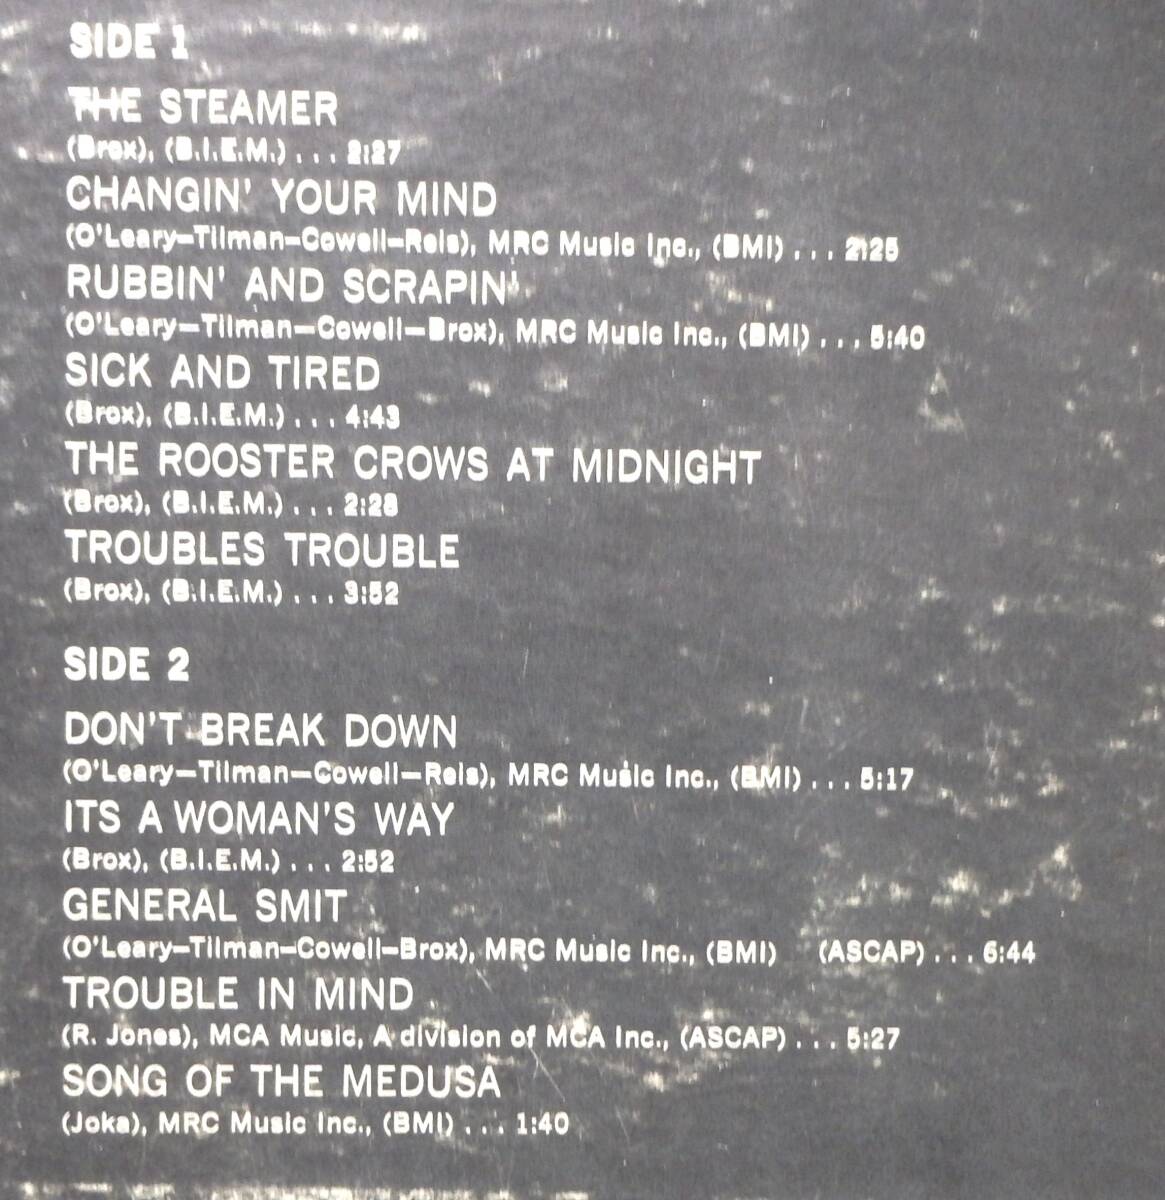 SIDE 1
THE STEAMER
(Brox), (B.I.E.M.) . . . 2:27
CHANGIN' YOUR MIND
(O'Leary—Tilman—Cowell—Reis), MRC Music Inc., (BMI) . . . 2:25
RUBBIN' AND SCRAPIN'
(O'Leary—Tilman—Cowell—Brox), MRC Music Inc., (BMI) . . . 5:40
SICK AND TIRED
(Brox), (B.I.E.M.) . . . 4:43
THE ROOSTER CROWS AT MIDNIGHT
(Brox), (B.I.E.M.) . . . 2:28
TROUBLES TROUBLE
(Brox), (B.I.E.M.) . . . 3:52
SIDE 2
DON'T BREAK DOWN
(O'Leary—Tilman—Cowell—Reis), MRC Music Inc., (BMI) . . . 5:17
ITS A WOMAN'S WAY
(Brox), (B.I.E.M.) . . . 2:52
GENERAL SMIT
(O'Leary—Tilman—Cowell—Brox), MRC Music Inc., (BMI) (ASCAP) . . . 6:44
TROUBLE IN MIND
(R. Jones), MCA Music, A division of MCA Inc., (ASCAP) . . . 5:27
SONG OF THE MEDUSA
(Joka), MRC Music Inc., (BMI) . . . 1:40